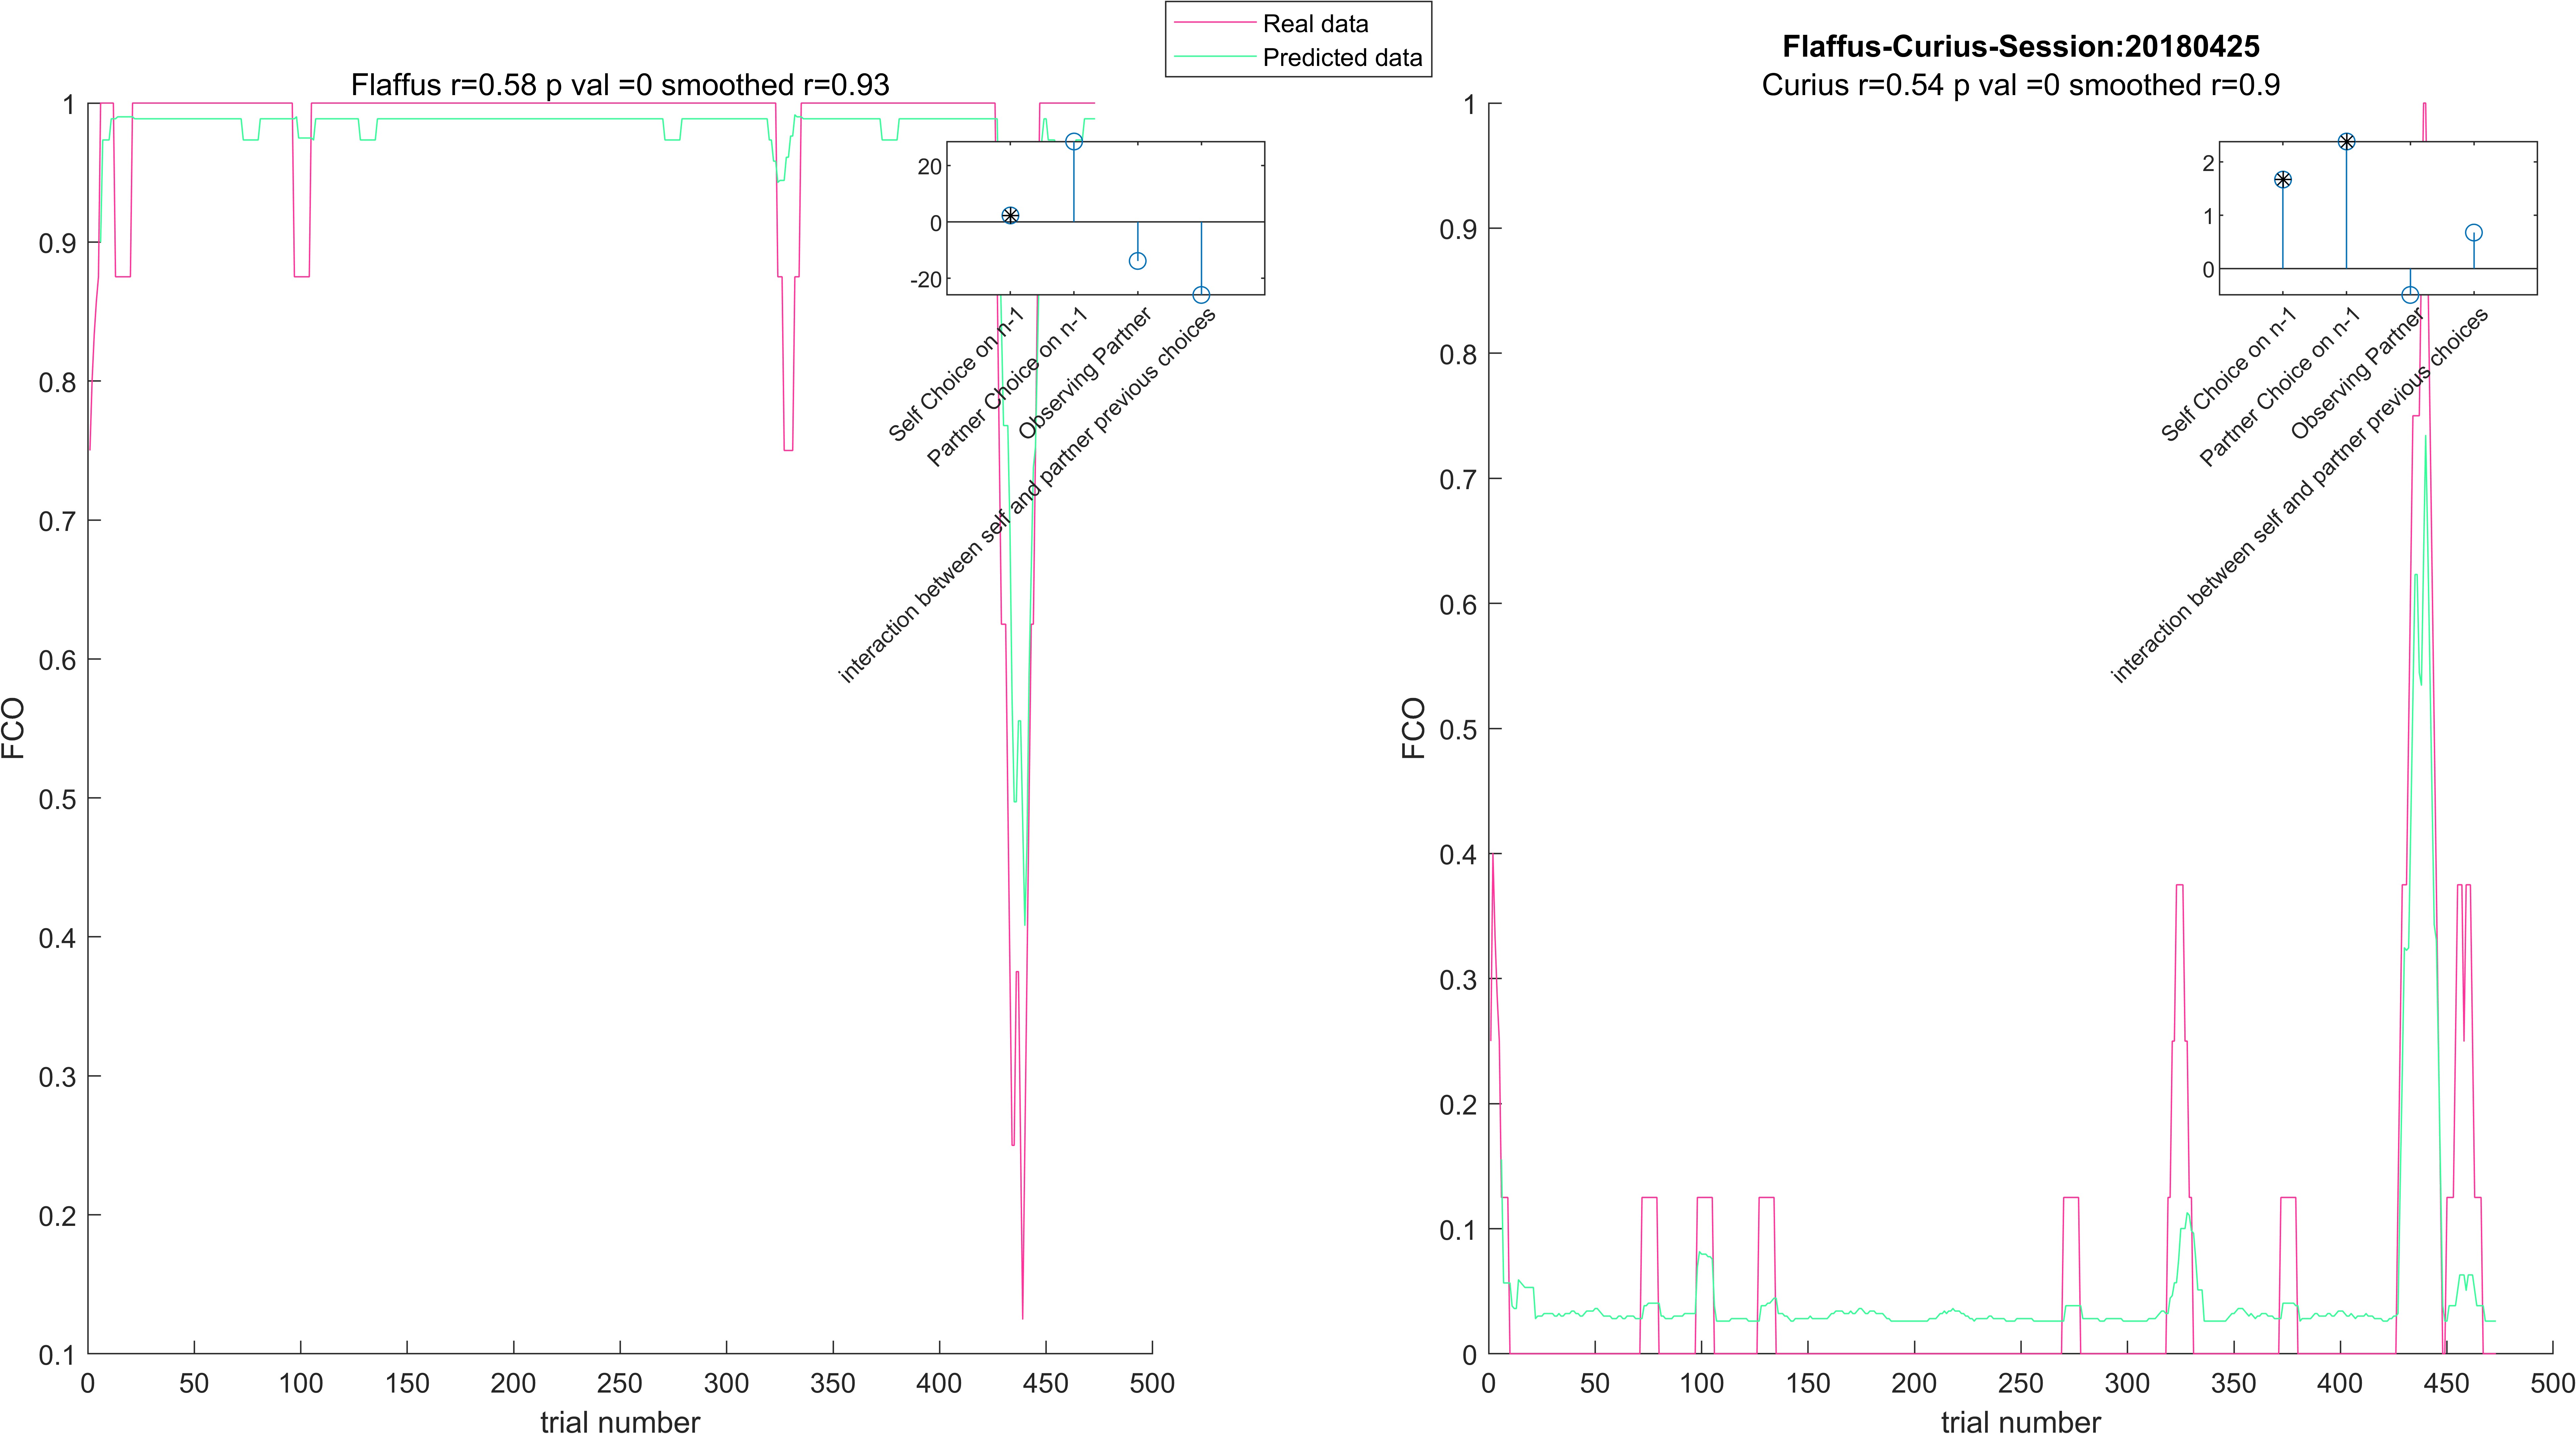 Real data
Predicted data
Flaffus r=0.58 p val =0 smoothed r=0.93
1
0.9
0.8
0.7
0.6
0.5
0.4
0.3
0.2
0.1
FCO
0
50
100
150
200
250
300
350
400
450
500
trial number
20
0
-20
Self Choice on n-1
Partner Choice on n-1
Observing Partner
interaction between self and partner previous choices
Flaffus-Curius-Session:20180425
Curius r=0.54 p val =0 smoothed r=0.9
1
0.9
0.8
0.7
0.6
0.5
0.4
0.3
0.2
0.1
0
FCO
0
50
100
150
200
250
300
350
400
450
500
trial number
2
1
0
Self Choice on n-1
Partner Choice on n-1
Observing Partner
interaction between self and partner previous choices